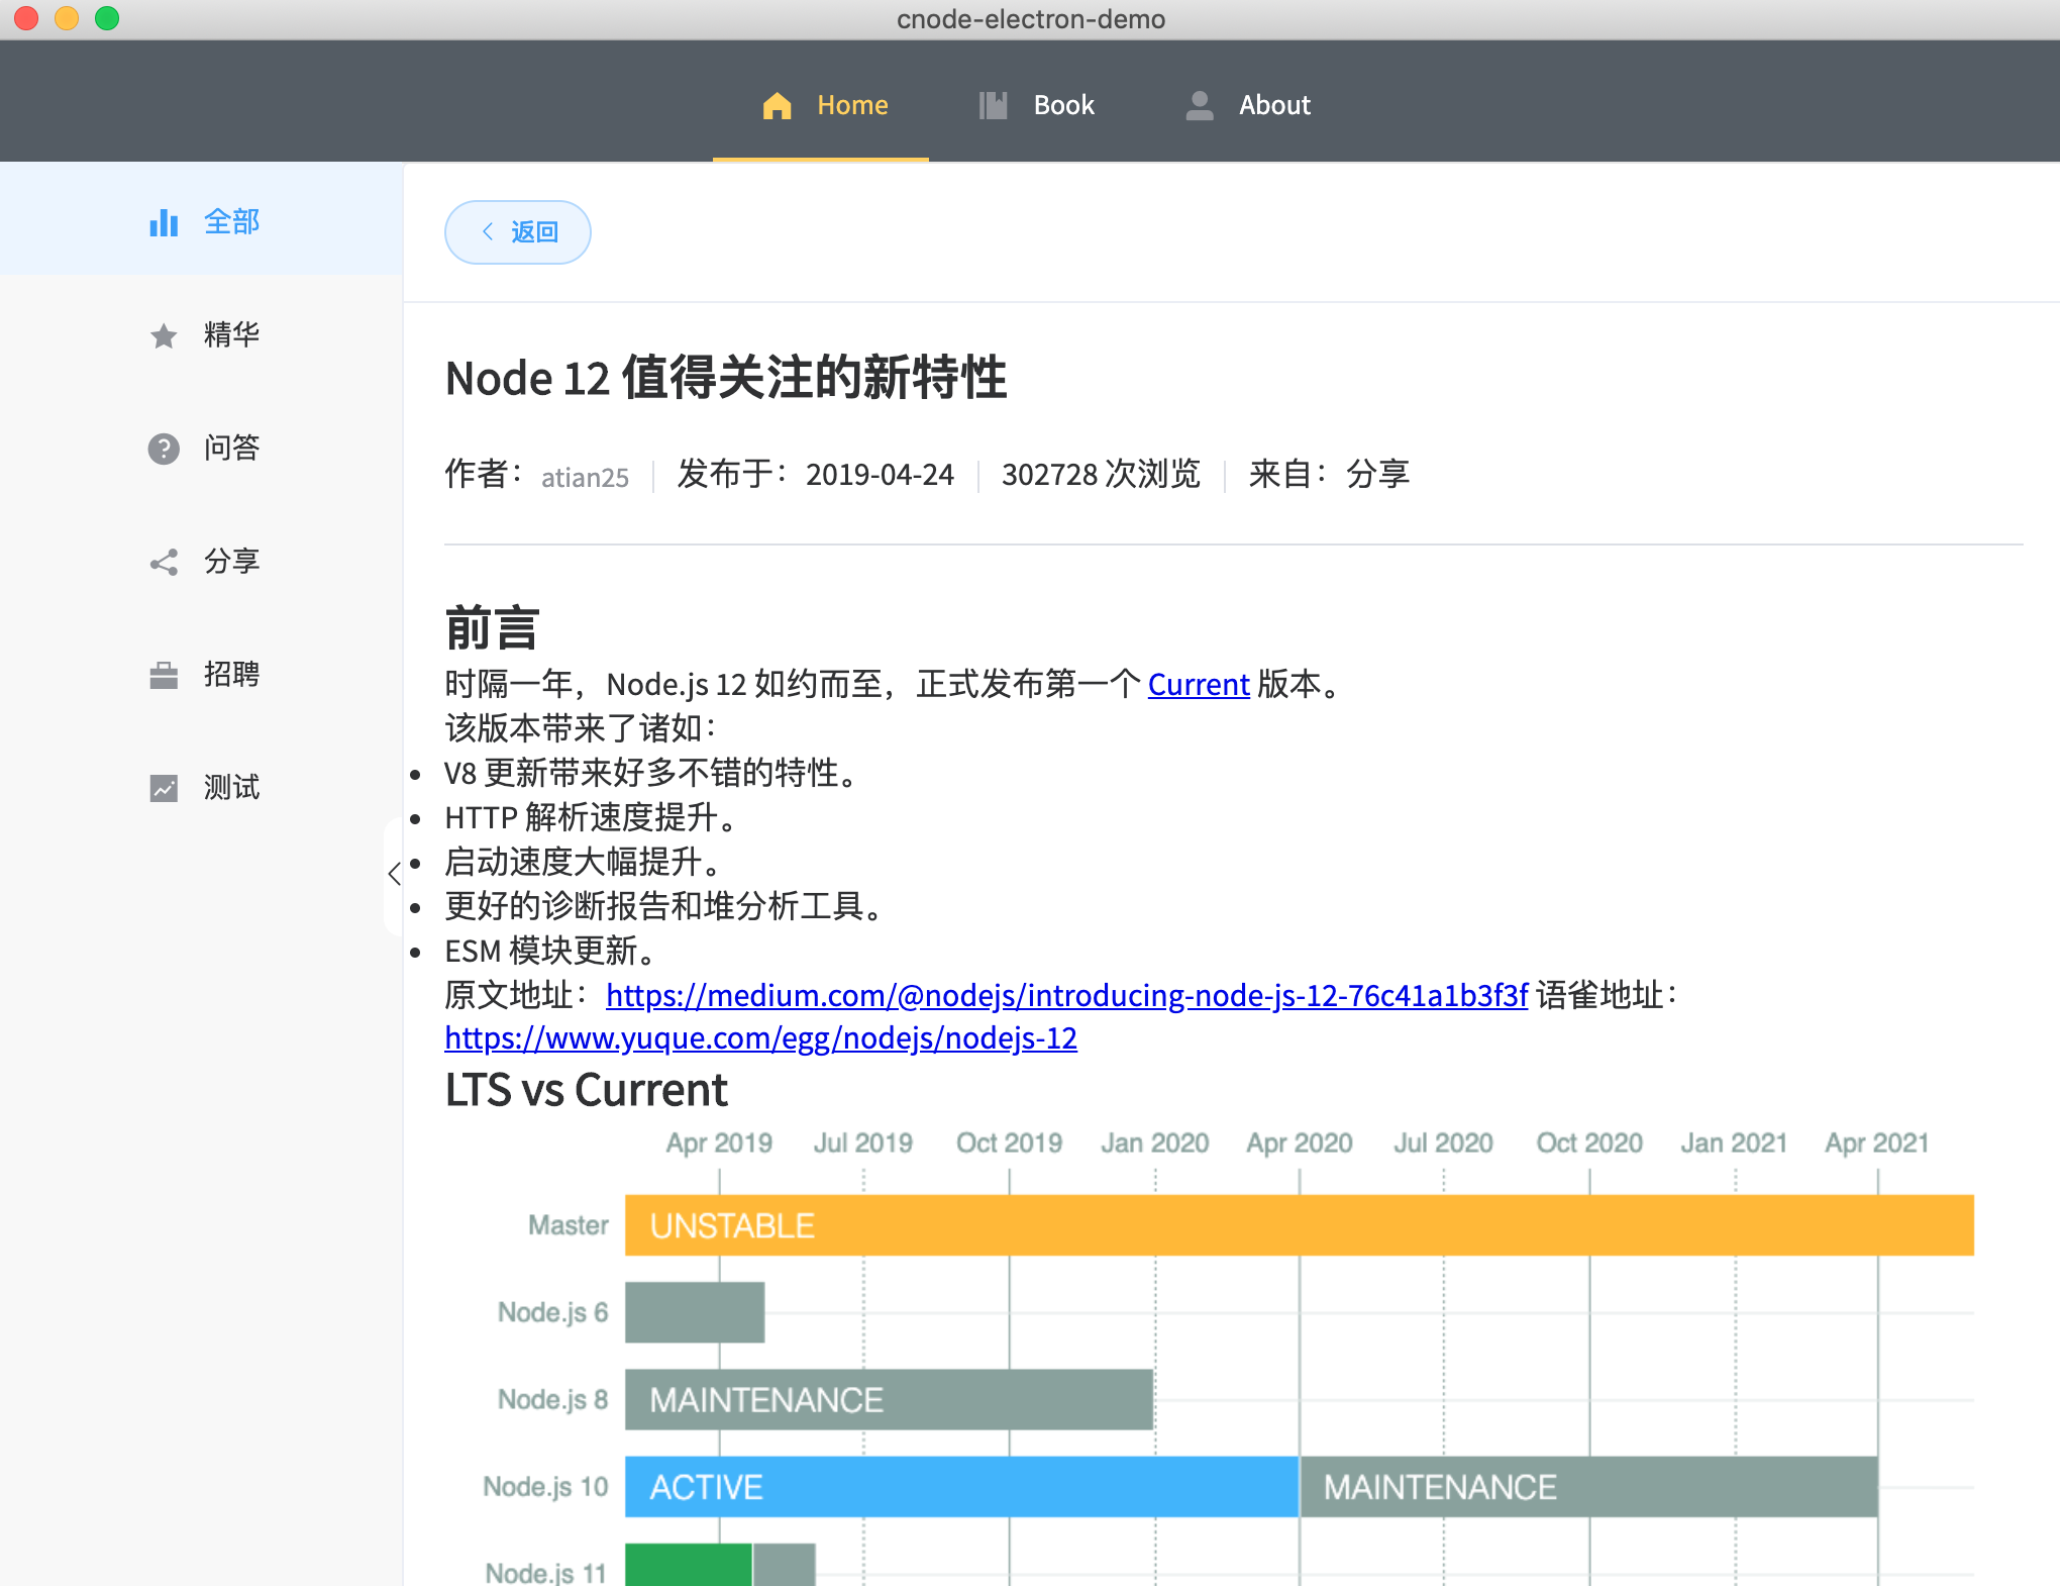 cnode-electron-demo
Home
Book
About
全部
精华
问答
分享
招聘
测试
返回
Node 12 值得关注的新特性
作者： atian25 发布于： 2019-04-24 302728 次浏览 来自： 分享
前言
时隔一年，Node.js 12 如约而至，正式发布第一个 Current 版本。
该版本带来了诸如：
V8 更新带来好多不错的特性。
HTTP 解析速度提升。
启动速度大幅提升。
更好的诊断报告和堆分析工具。
ESM 模块更新。
原文地址： https://medium.com/@nodejs/introducing-node-js-12-76c41a1b3f3f 语雀地址：
https://www.yuque.com/egg/nodejs/nodejs-12
LTS vs Current
Apr 2019 Jul 2019 Oct 2019 Jan 2020 Apr 2020 Jul 2020 Oct 2020 Jan 2021 Apr 2021
Master UNSTABLE
Node.js 6
Node.js 8 MAINTENANCE
Node.js 10 ACTIVE MAINTENANCE
Node.js 11